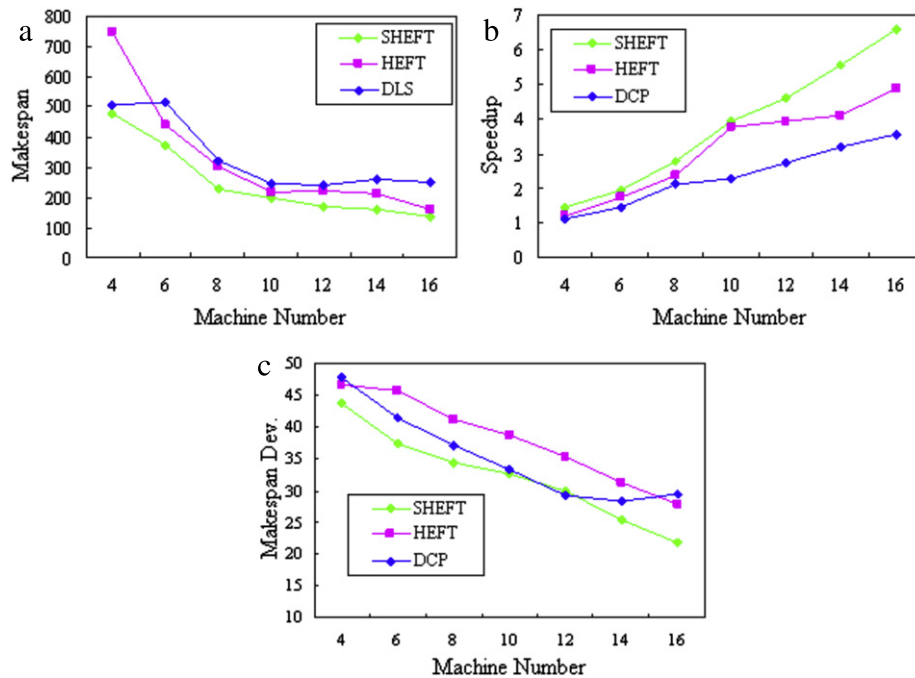 a
800
700
600
500
400
300
200
100
0
Makespan
SHEFT
HEFT
DLS
4 6 8 10 12 14 16
Machine Number
b
7
6
5
4
3
2
1
0
Speedup
SHEFT
HEFT
DCP
4 6 8 10 12 14 16
Machine Number
c
50
45
40
35
30
25
20
15
10
Makespan Dev.
SHEFT
HEFT
DCP
4 6 8 10 12 14 16
Machine Number